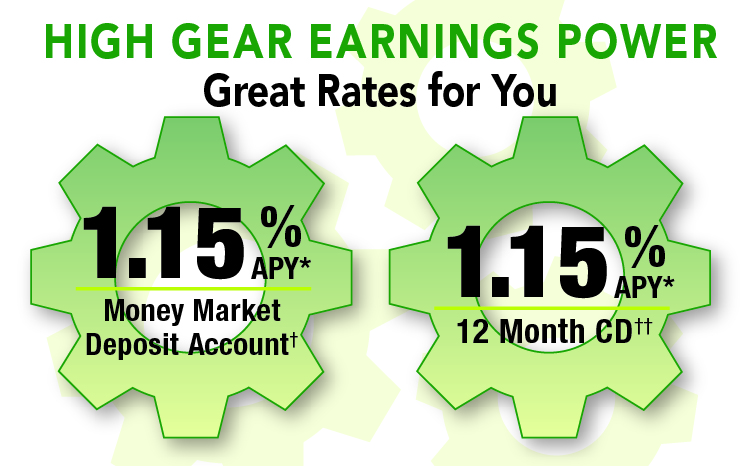 HIGH GEAR EARNINGS POWER
Great Rates for You
1.15% APY*
Money Market
Deposit Account†
1.15% APY*
12 Month CD††